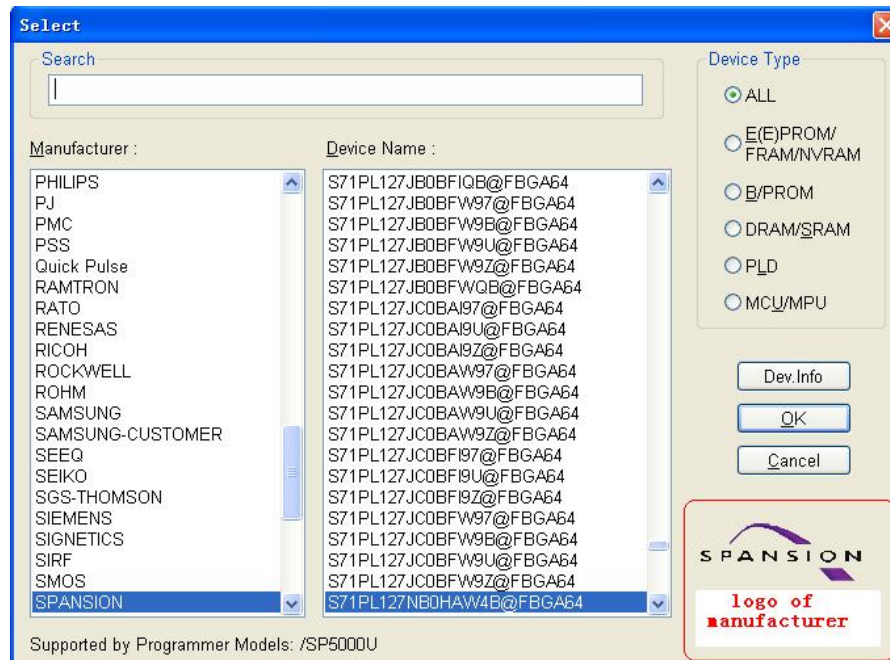 Select
Search
Manufacturer :
PHILIPS
PJ
PMC
PSS
Quick Pulse
RAMTRON
RATO
RENESAS
RICOH
ROCKWELL
ROHM
SAMSUNG
SAMSUNG-CUSTOMER
SEEQ
SEIKO
SGS-THOMSON
SIEMENS
SIGNETICS
SIRF
SMOS
SPANSION
Device Name :
S71PL127JB0BFIQB@FBGA64
S71PL127JB0BFW97@FBGA64
S71PL127JB0BFW9B@FBGA64
S71PL127JB0BFW9U@FBGA64
S71PL127JB0BFW9Z@FBGA64
S71PL127JB0BFWQB@FBGA64
S71PL127JC0BAI97@FBGA64
S71PL127JC0BAI9U@FBGA64
S71PL127JC0BAI9Z@FBGA64
S71PL127JC0BAW97@FBGA64
S71PL127JC0BAW9B@FBGA64
S71PL127JC0BAW9U@FBGA64
S71PL127JC0BAW9Z@FBGA64
S71PL127JC0BFI97@FBGA64
S71PL127JC0BFI9U@FBGA64
S71PL127JC0BFI9Z@FBGA64
S71PL127JC0BFW97@FBGA64
S71PL127JC0BFW9B@FBGA64
S71PL127JC0BFW9U@FBGA64
S71PL127JC0BFW9Z@FBGA64
S71PL127NB0HAW4B@FBGA64
Device Type
ALL
E(E)PROM/
FRAM/NVRAM
B/PROM
DRAM/SRAM
PLD
MCU/MPU
Dev.Info
OK
Cancel
SPANSION
logo of
manufacturer
Supported by Programmer Models: /SP5000U